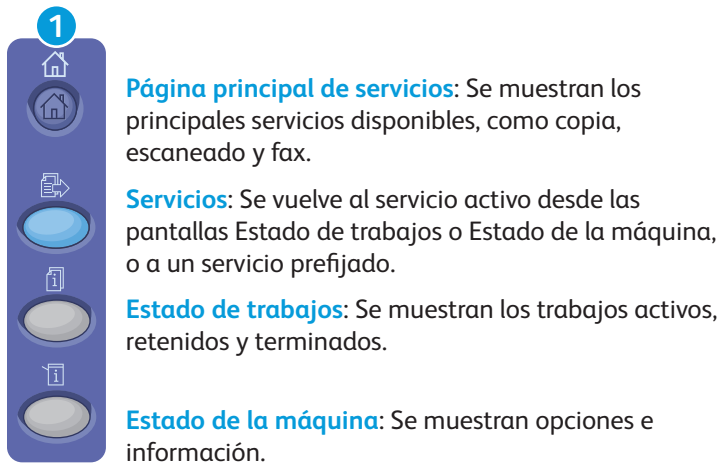 1
Página principal de servicios: Se muestran los
principales servicios disponibles, como copia,
escaneado y fax.
Servicios: Se vuelve al servicio activo desde las
pantallas Estado de trabajos o Estado de la máquina,
o a un servicio prefijado.
Estado de trabajos: Se muestran los trabajos activos,
retenidos y terminados.
Estado de la máquina: Se muestran opciones e
información.